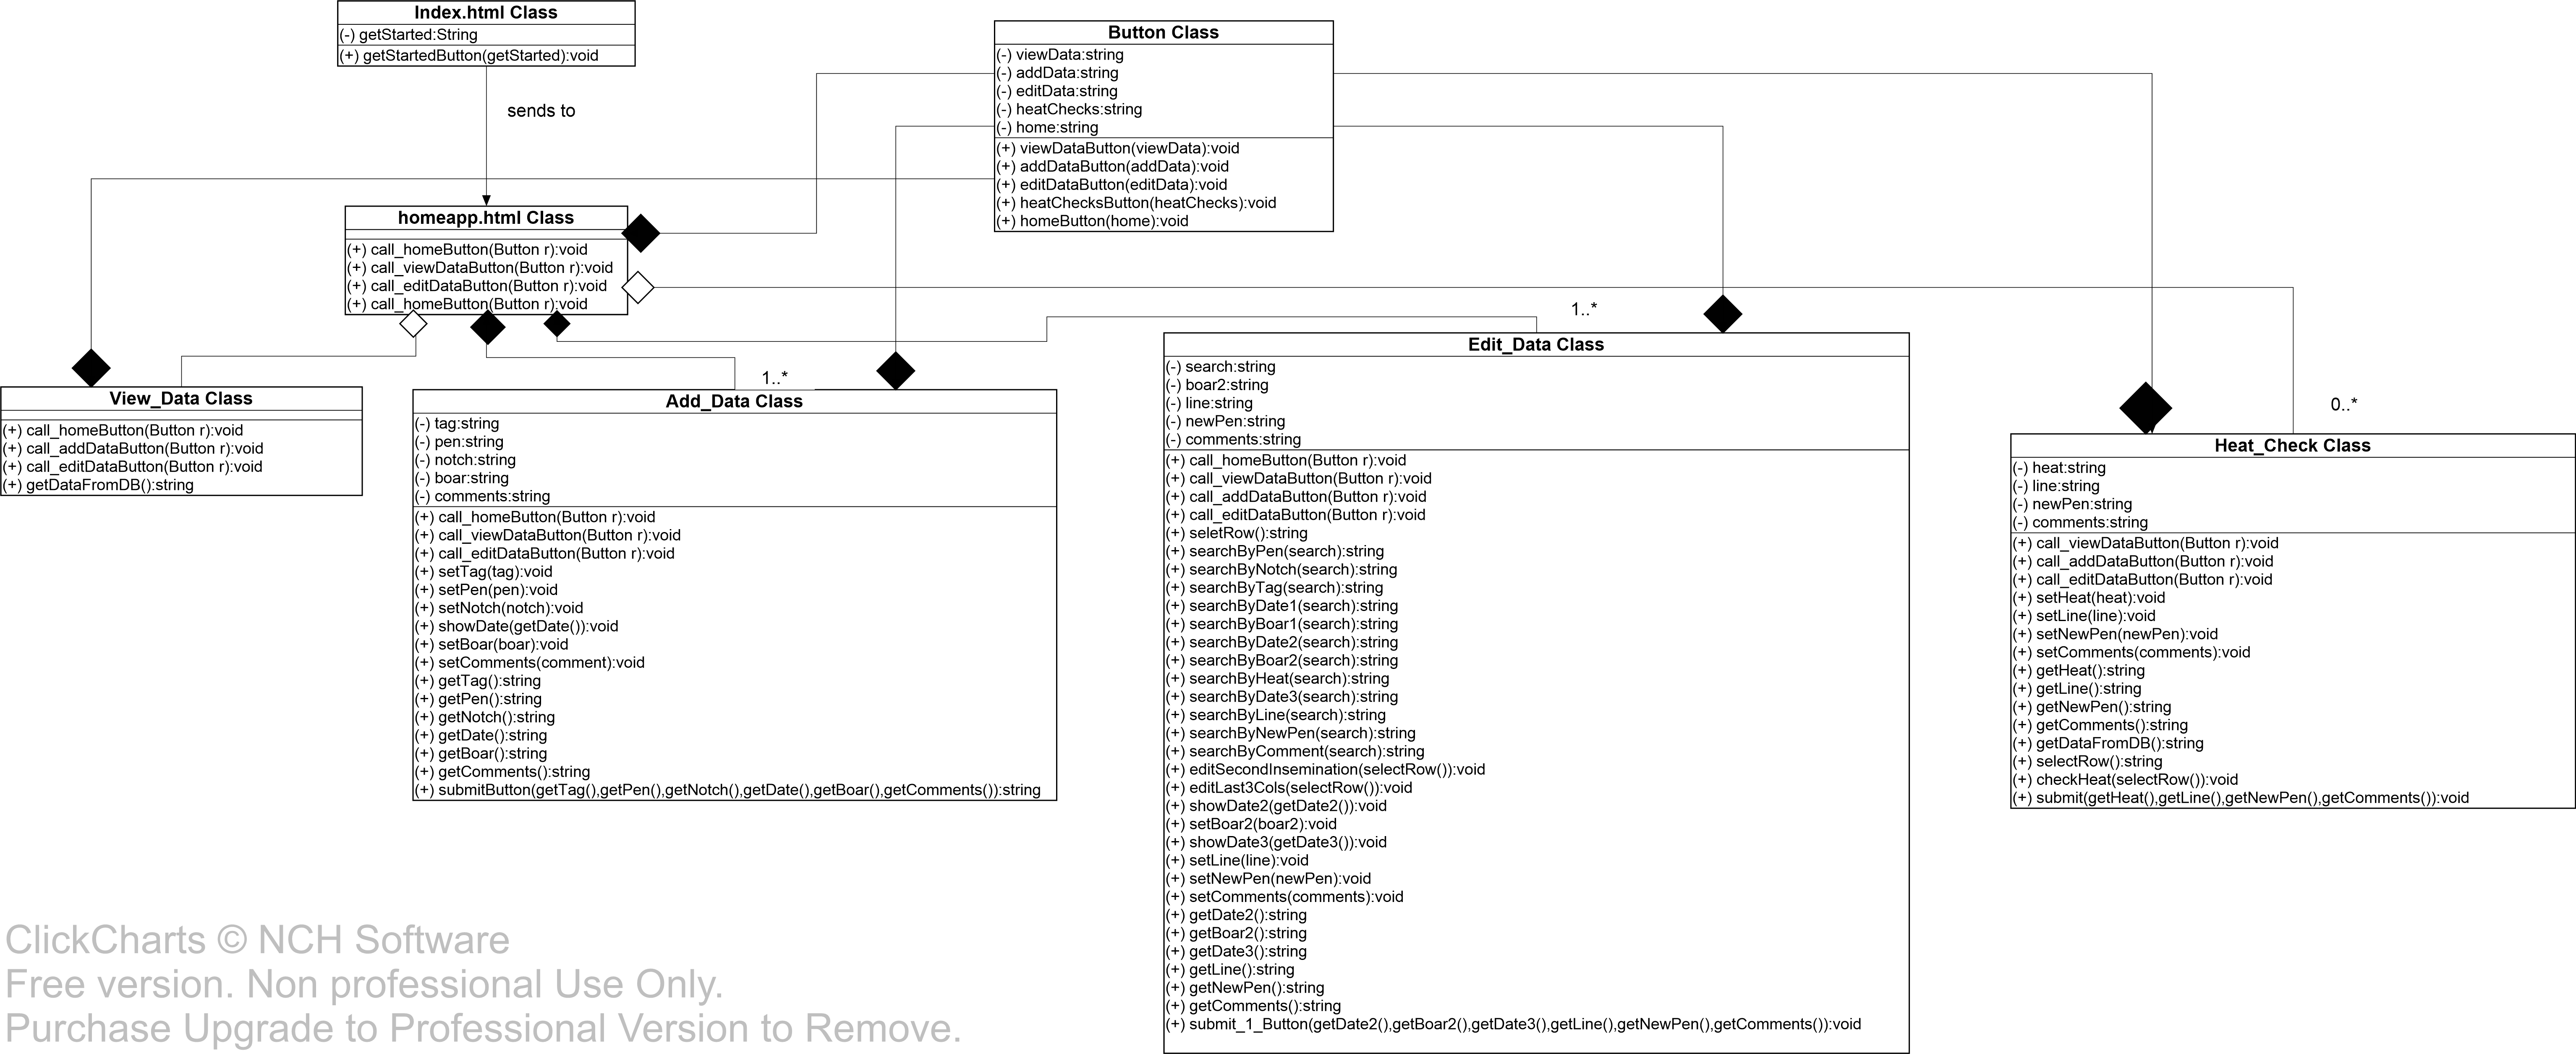 Index.html Class
(-) getStarted:String
(+) getStartedButton(getStarted):void
sends to
Button Class
(-) viewData:string
(-) addData:string
(-) editData:string
(-) heatChecks:string
(-) home:string
(+) viewDataButton(viewData):void
(+) addDataButton(addData):void
(+) editDataButton(editData):void
(+) heatChecksButton(heatChecks):void
(+) homeButton(home):void
homeapp.html Class
(+) call_homeButton(Button r):void
(+) call_viewDataButton(Button r):void
(+) call_editDataButton(Button r):void
(+) call_homeButton(Button r):void
View_Data Class
(+) call_homeButton(Button r):void
(+) call_addDataButton(Button r):void
(+) call_editDataButton(Button r):void
(+) getDataFromDB():string
1..*
Add_Data Class
(-) tag:string
(-) pen:string
(-) notch:string
(-) boar:string
(-) comments:string
(+) call_homeButton(Button r):void
(+) call_viewDataButton(Button r):void
(+) call_editDataButton(Button r):void
(+) setTag(tag):void
(+) setPen(pen):void
(+) setNotch(notch):void
(+) showDate(getDate()):void
(+) setBoar(boar):void
(+) setComments(comment):void
(+) getTag():string
(+) getPen():string
(+) getNotch():string
(+) getDate():string
(+) getBoar():string
(+) getComments():string
(+) submitButton(getTag(),getPen(),getNotch(),getDate(),getBoar(),getComments()):string
1..*
Edit_Data Class
(-) search:string
(-) boar2:string
(-) line:string
(-) newPen:string
(-) comments:string
(+) call_homeButton(Button r):void
(+) call_viewDataButton(Button r):void
(+) call_addDataButton(Button r):void
(+) call_editDataButton(Button r):void
(+) seletRow():string
(+) searchByPen(search):string
(+) searchByNotch(search):string
(+) searchByTag(search):string
(+) searchByDate1(search):string
(+) searchByBoar1(search):string
(+) searchByDate2(search):string
(+) searchByBoar2(search):string
(+) searchByHeat(search):string
(+) searchByDate3(search):string
(+) searchByLine(search):string
(+) searchByNewPen(search):string
(+) searchByComment(search):string
(+) editSecondInsemination(selectRow()):void
(+) editLast3Cols(selectRow()):void
(+) showDate2(getDate2()):void
(+) setBoar2(boar2):void
(+) showDate3(getDate3()):void
(+) setLine(line):void
(+) setNewPen(newPen):void
(+) setComments(comments):void
(+) getDate2():string
(+) getBoar2():string
(+) getDate3():string
(+) getLine():string
(+) getNewPen():string
(+) getComments():string
(+) submit_1_Button(getDate2(),getBoar2(),getDate3(),getLine(),getNewPen(),getComments()):void
0..*
Heat_Check Class
(-) heat:string
(-) line:string
(-) newPen:string
(-) comments:string
(+) call_viewDataButton(Button r):void
(+) call_addDataButton(Button r):void
(+) call_editDataButton(Button r):void
(+) setHeat(heat):void
(+) setLine(line):void
(+) setNewPen(newPen):void
(+) setComments(comments):void
(+) getHeat():string
(+) getLine():string
(+) getNewPen():string
(+) getComments():string
(+) getDataFromDB():string
(+) selectRow():string
(+) checkHeat(selectRow()):void
(+) submit(getHeat(),getLine(),getNewPen(),getComments()):void
ClickCharts © NCH Software
Free version. Non professional Use Only.
Purchase Upgrade to Professional Version to Remove.